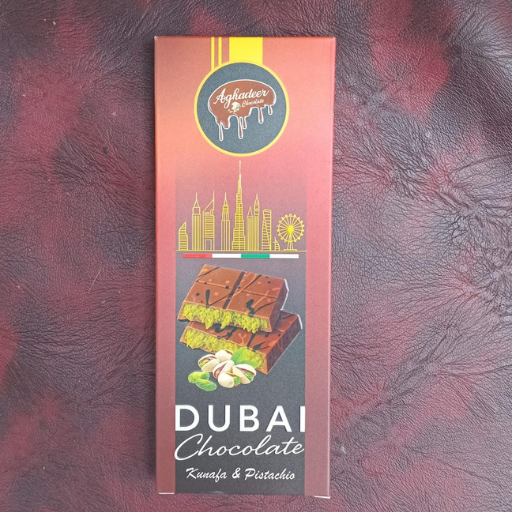 Aghadeer
Chocolate
DUBAI
Chocolate
Kunafa & Pistachio